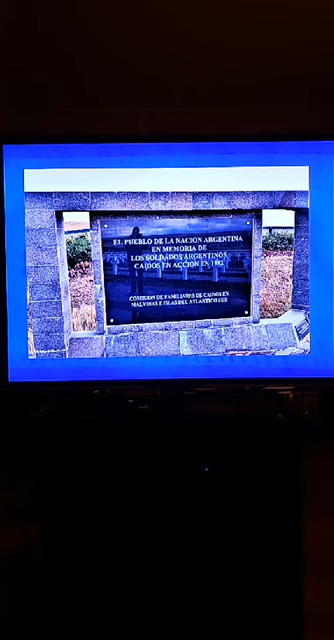 EL PUEBLO DE LA NACION ARGENTINA
EN MEMORIA DE
LOS SOLDADOS ARGENTINOS
CAIDOS EN ACCION EN 1982
COMISION DE FAMILIARES DE CAIDOS EN
MALVINAS E ISLAS DEL ATLANTICO SUR